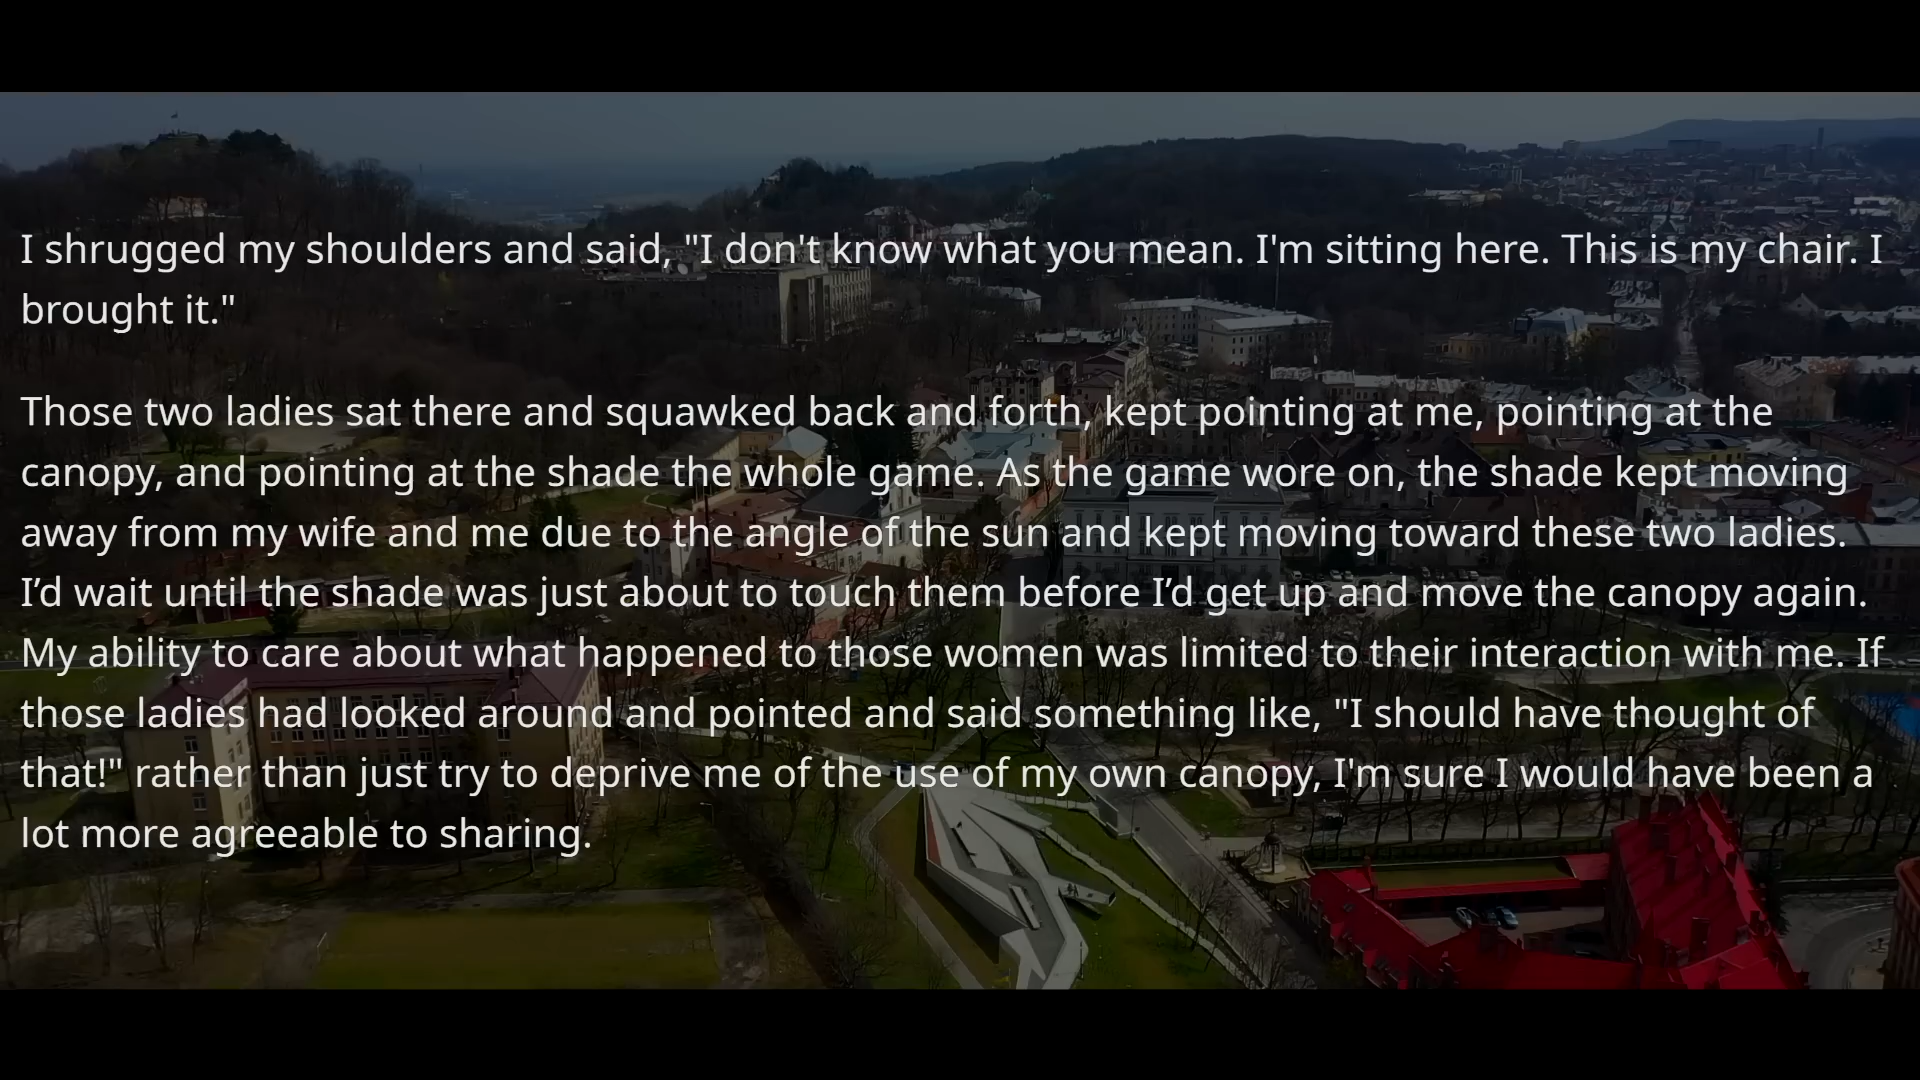 I shrugged my shoulders and said, "I don't know what you mean. I'm sitting here. This is my chair. I
brought it."
Those two ladies sat there and squawked back and forth, kept pointing at me, pointing at the
canopy, and pointing at the shade the whole game. As the game wore on, the shade kept moving
away from my wife and me due to the angle of the sun and kept moving toward these two ladies.
I’d wait until the shade was just about to touch them before I’d get up and move the canopy again.
My ability to care about what happened to those women was limited to their interaction with me. If
those ladies had looked around and pointed and said something like, "I should have thought of
that!" rather than just try to deprive me of the use of my own canopy, I'm sure I would have been a
lot more agreeable to sharing.